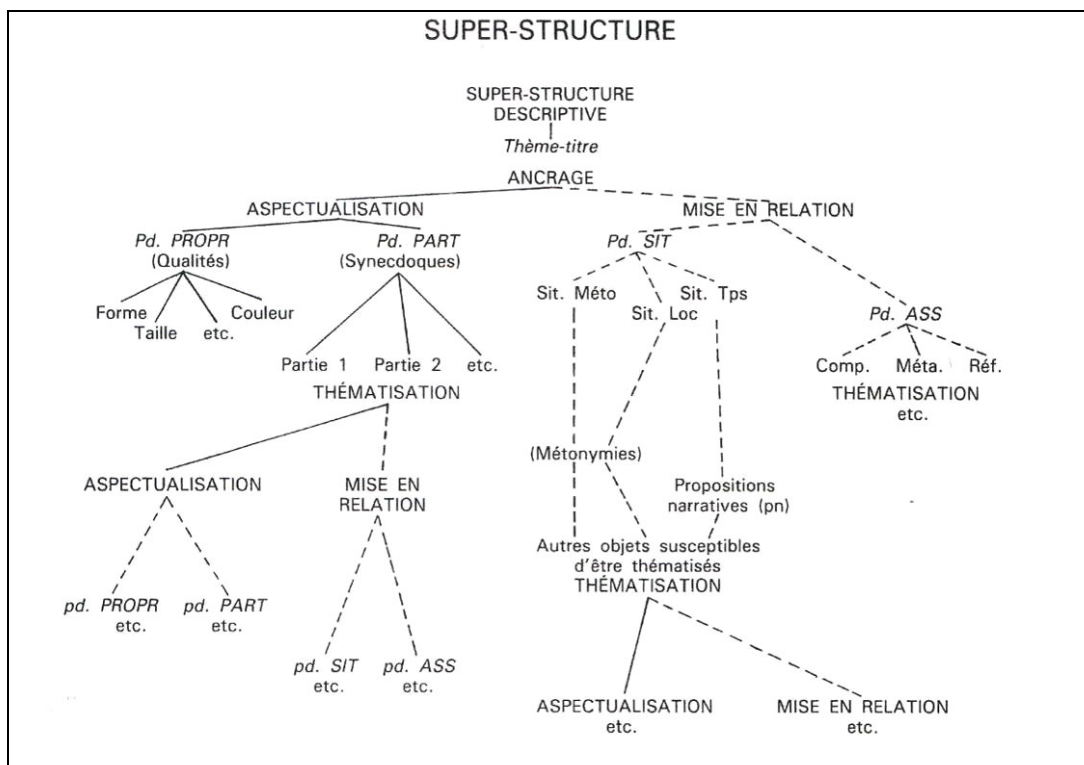 SUPER-STRUCTURE
SUPER-STRUCTURE
DESCRIPTIVE
Thème-titre
ANCRAGE
ASPECTUALISATION
MISE EN RELATION
Pd. PROPR
(Qualités)
Pd. PART
(Synecdoques)
Pd. SIT
Forme
Taille
etc.
Couleur
Sit. Méto
Sit. Loc
Sit. Tps
Pd. ASS
Partie 1
Partie 2
etc.
Comp.
Méta.
Réf.
THÉMATISATION
THÉMATISATION
etc.
(Métonymies)
ASPECTUALISATION
MISE EN
RELATION
Propositions
narratives (pn)
Autres objets susceptibles
d'être thématisés
THÉMATISATION
pd. PROPR
etc.
pd. PART
etc.
pd. SIT
etc.
pd. ASS
etc.
ASPECTUALISATION
etc.
MISE EN RELATION
etc.